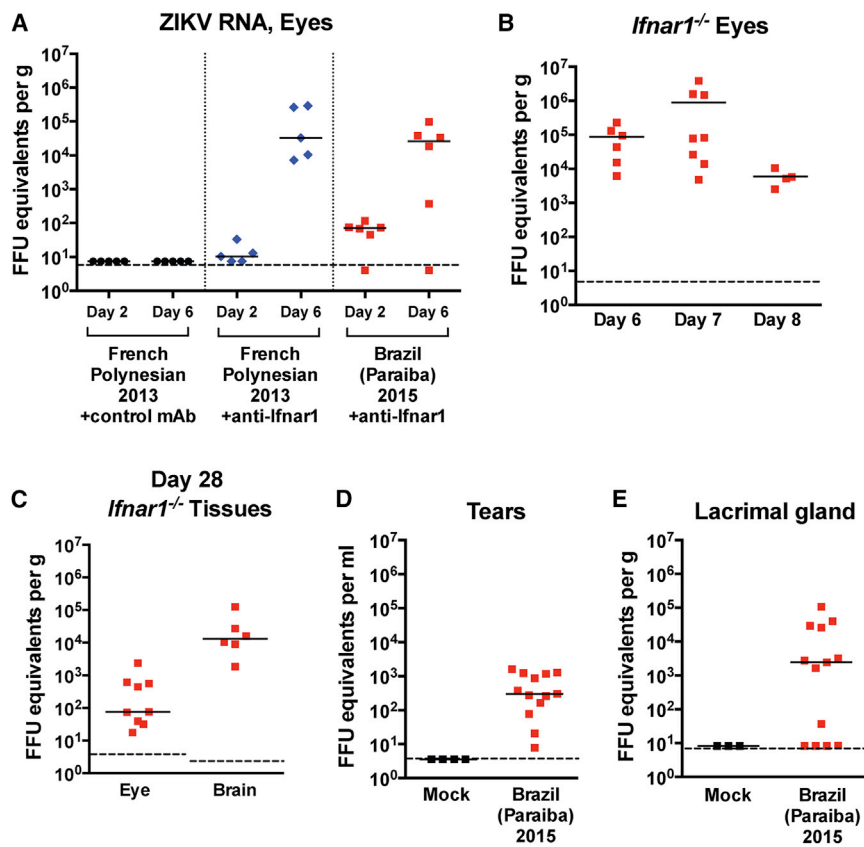 A
ZIKV RNA, Eyes
FFU equivalents per g
10^7
10^6
10^5
10^4
10^3
10^2
10^1
10^0
Day 2 Day 6 Day 2 Day 6 Day 2 Day 6
French
Polynesian
2013
+control mAb
French
Polynesian
2013
+anti-Ifnar1
Brazil
(Paraiba)
2015
+anti-Ifnar1
B
Ifnar1-/- Eyes
FFU equivalents per g
10^7
10^6
10^5
10^4
10^3
10^2
10^1
10^0
Day 6 Day 7 Day 8
C
Day 28
Ifnar1-/- Tissues
FFU equivalents per g
10^7
10^6
10^5
10^4
10^3
10^2
10^1
10^0
Eye Brain
D
Tears
FFU equivalents per ml
10^7
10^6
10^5
10^4
10^3
10^2
10^1
10^0
Mock Brazil
(Paraiba)
2015
E
Lacrimal gland
FFU equivalents per g
10^7
10^6
10^5
10^4
10^3
10^2
10^1
10^0
Mock Brazil
(Paraiba)
2015